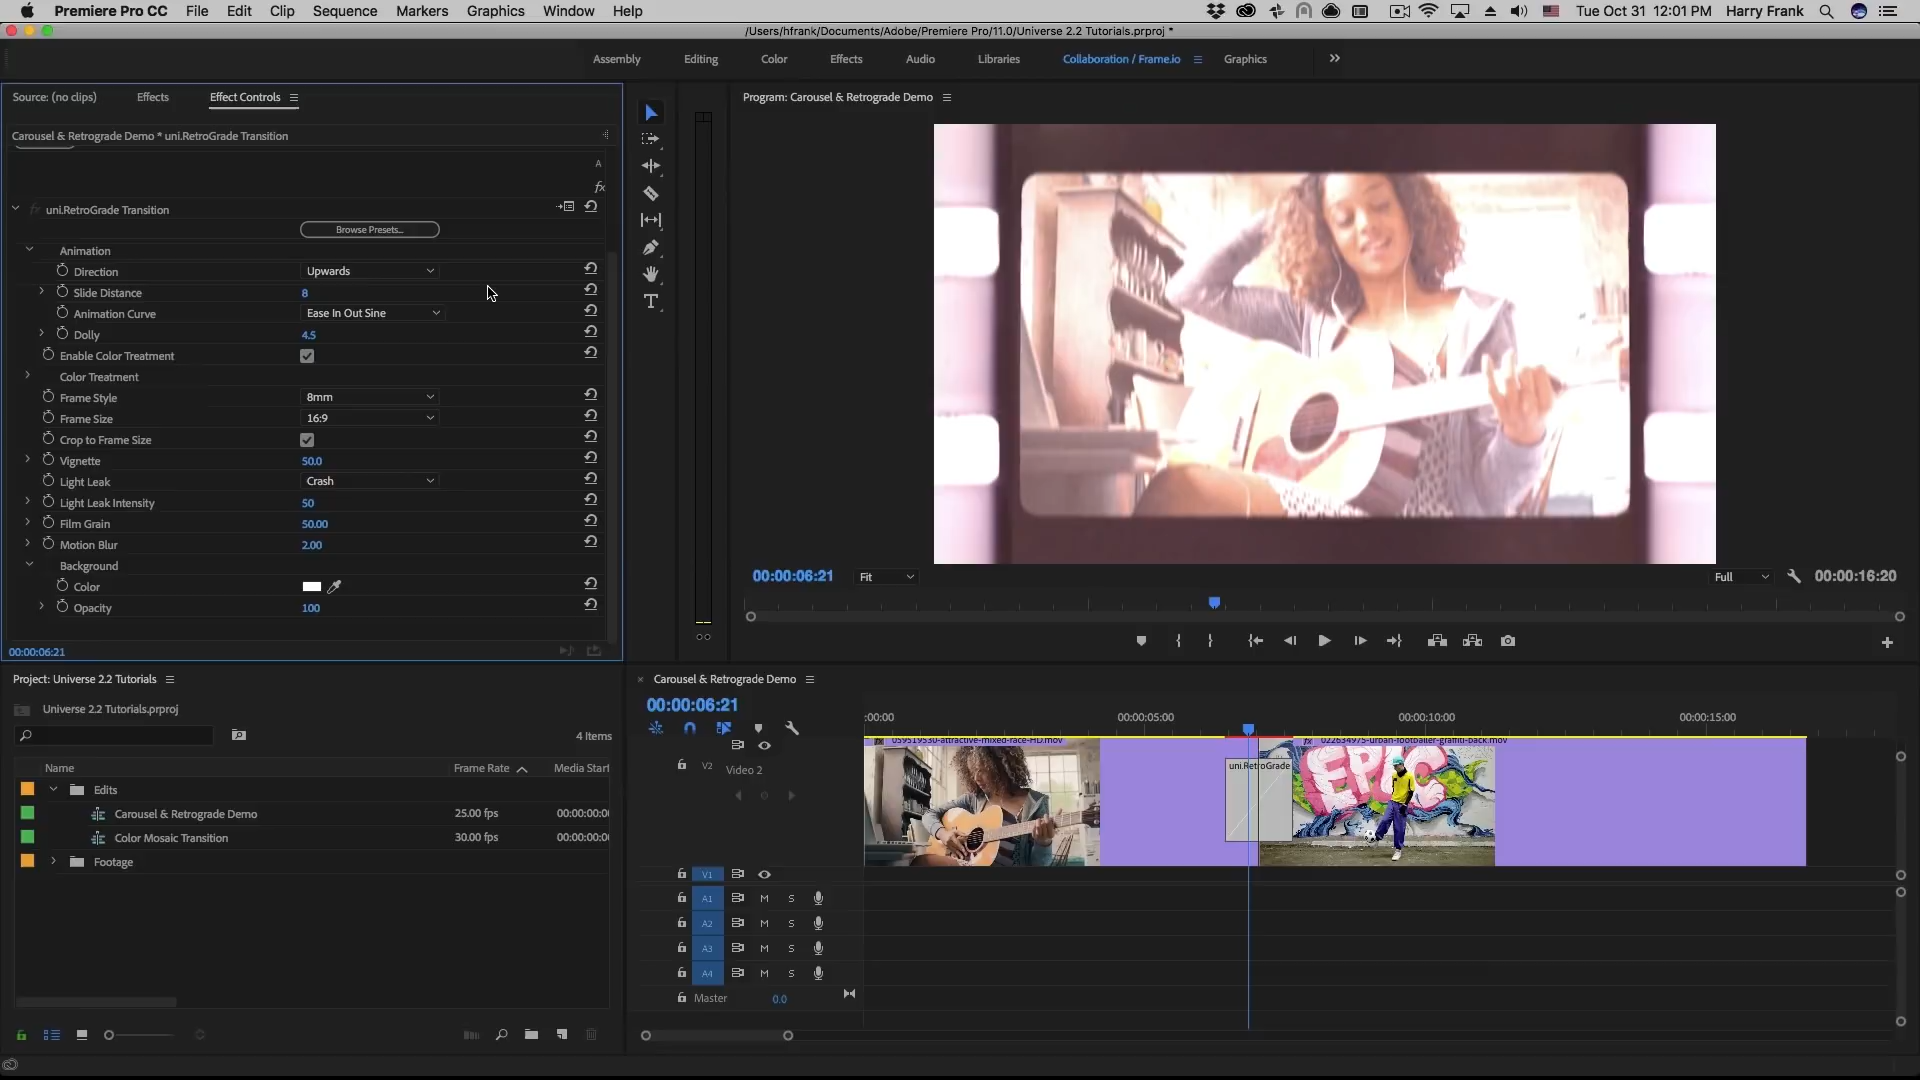 Premiere Pro CC File Edit Clip Sequence Markers Graphics Window Help Tue Oct 31 12:01 PM Harry Frank
/Users/hfrank/Documents/Adobe/Premiere Pro/11.0/Universe 2.2 Tutorials.prproj *
Assembly Editing Color Effects Audio Libraries Collaboration / Frame.io Graphics
Source: (no clips) Effects Effect Controls
Program: Carousel & Retrograde Demo
Carousel & Retrograde Demo * uni.RetroGrade Transition
A
fx
fx uni.RetroGrade Transition
Browse Presets...
Animation
Direction Upwards
Slide Distance 8
Animation Curve Ease In Out Sine
Dolly 4.5
Enable Color Treatment
Color Treatment
Frame Style 8mm
Frame Size 16:9
Crop to Frame Size
Vignette 50.0
Light Leak Crash
Light Leak Intensity 50
Film Grain 50.00
Motion Blur 2.00
Background
Color
Opacity 100
00:00:06:21
T
00:00:06:21 Fit Full 00:00:16:20
Project: Universe 2.2 Tutorials
Universe 2.2 Tutorials.prproj
4 Items
Name Frame Rate Media Start
Edits
Carousel & Retrograde Demo 25.00 fps 00:00:00:0
Color Mosaic Transition 30.00 fps 00:00:00:0
Footage
Carousel & Retrograde Demo
00:00:06:21
:00:00 00:00:05:00 00:00:10:00 00:00:15:00
059519530-attractive-mixed-race-HD.mov
fx 022634975-urban-footballer-graffiti-back.mov
V2 Video 2
uni.RetroGrade
EPIC
V1
A1 M S
A2 M S
A3 M S
A4 M S
Master 0.0